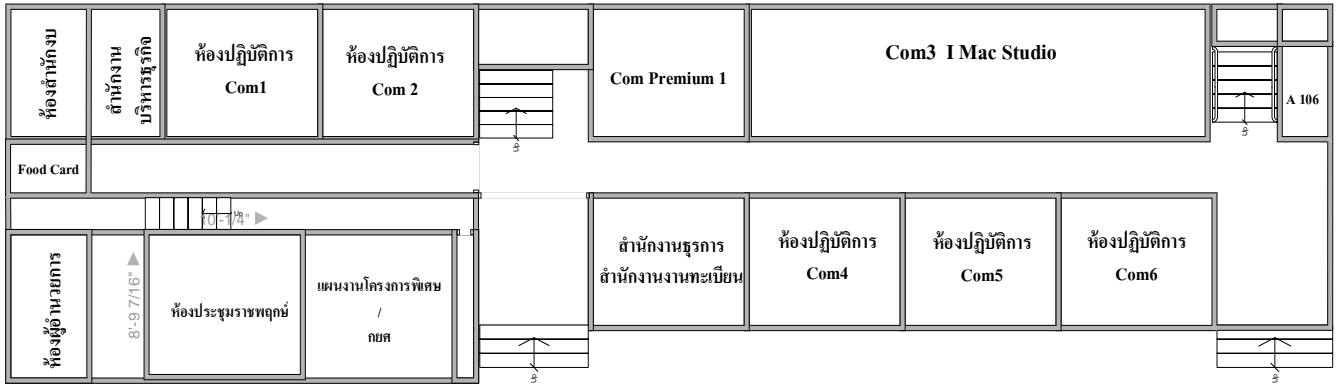 ห้องสำนักงบ
สำนักงาน
บริหารธุรกิจ
ห้องปฏิบัติการ
Com1
ห้องปฏิบัติการ
Com 2
Com Premium 1
Com3 I Mac Studio
A 106
Up
Up
Food Card
Up
10'-1/4"
8'-9 7/16"
ห้องผู้อำนวยการ
ห้องประชุมราชพฤกษ์
แผนงานโครงการพิเศษ
/
กยศ
สำนักงานธุรการ
สำนักงานงานทะเบียน
ห้องปฏิบัติการ
Com4
ห้องปฏิบัติการ
Com5
ห้องปฏิบัติการ
Com6
Up
Up